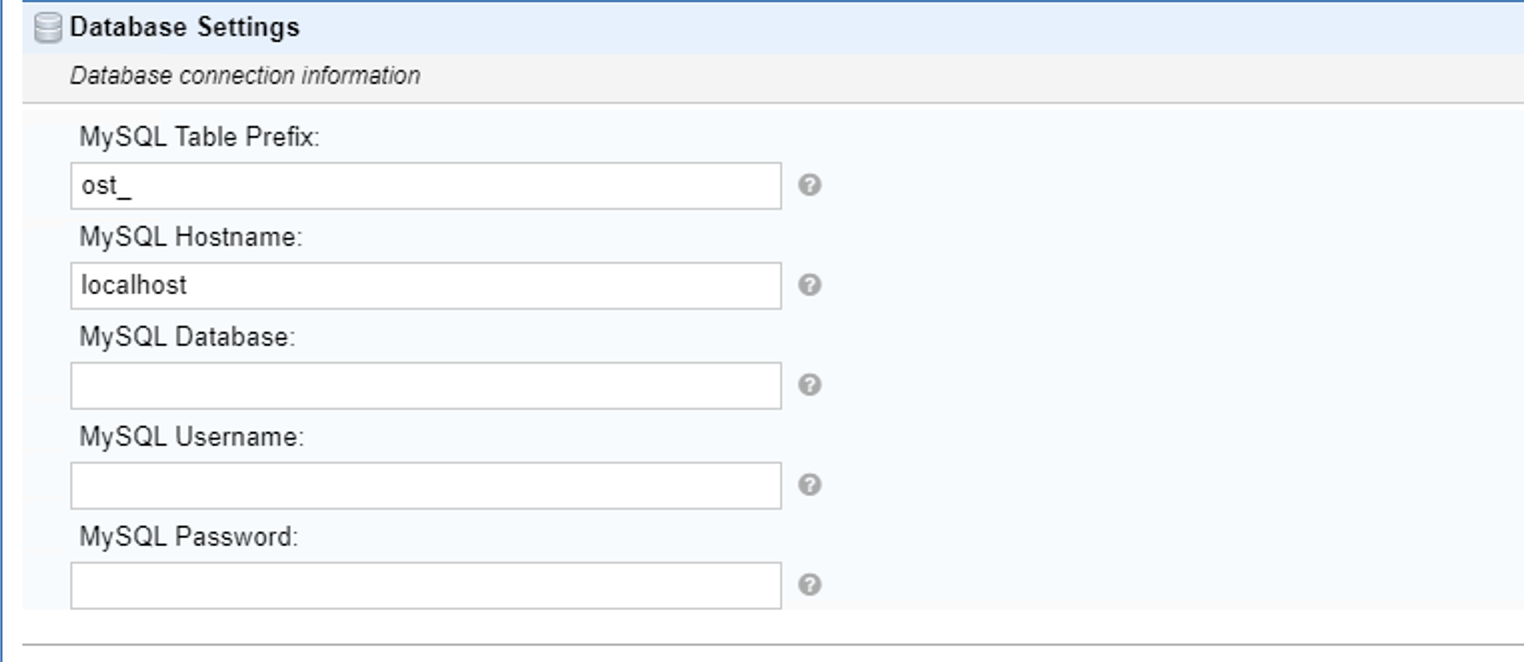 Database Settings
Database connection information
MySQL Table Prefix:
ost_
MySQL Hostname:
localhost
MySQL Database:
MySQL Username:
MySQL Password: